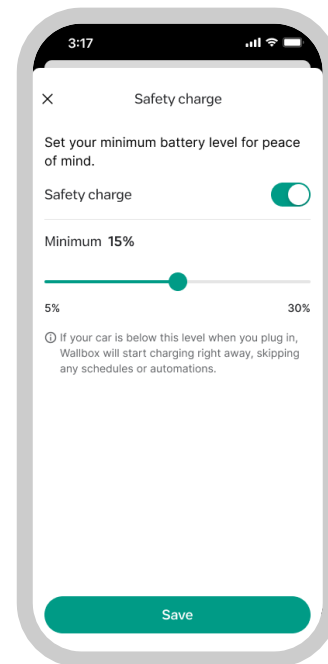 3:17
Safety charge
Set your minimum battery level for peace
of mind.
Safety charge
Minimum 15%
5% 30%
If your car is below this level when you plug in,
Wallbox will start charging right away, skipping
any schedules or automations.
Save